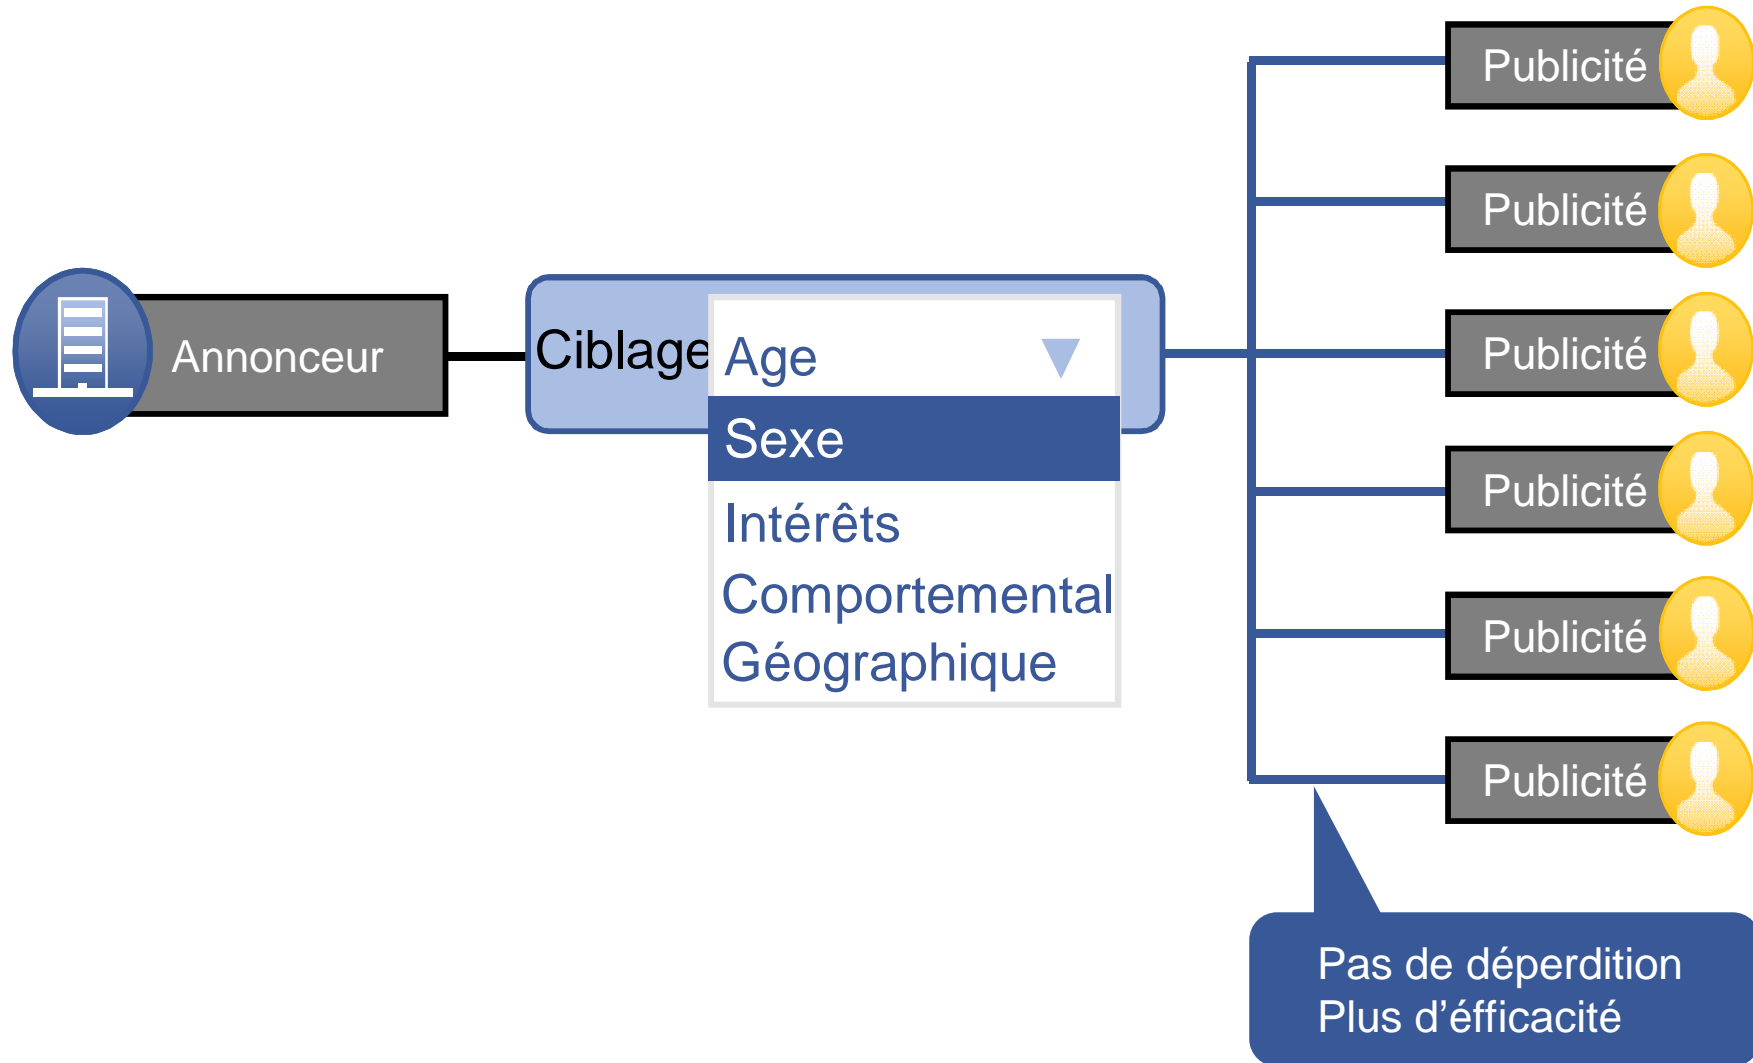 Annonceur
Ciblage
Age
Sexe
Intérêts
Comportemental
Géographique
Publicité
Publicité
Publicité
Publicité
Publicité
Publicité
Pas de déperdition
Plus d’éfficacité